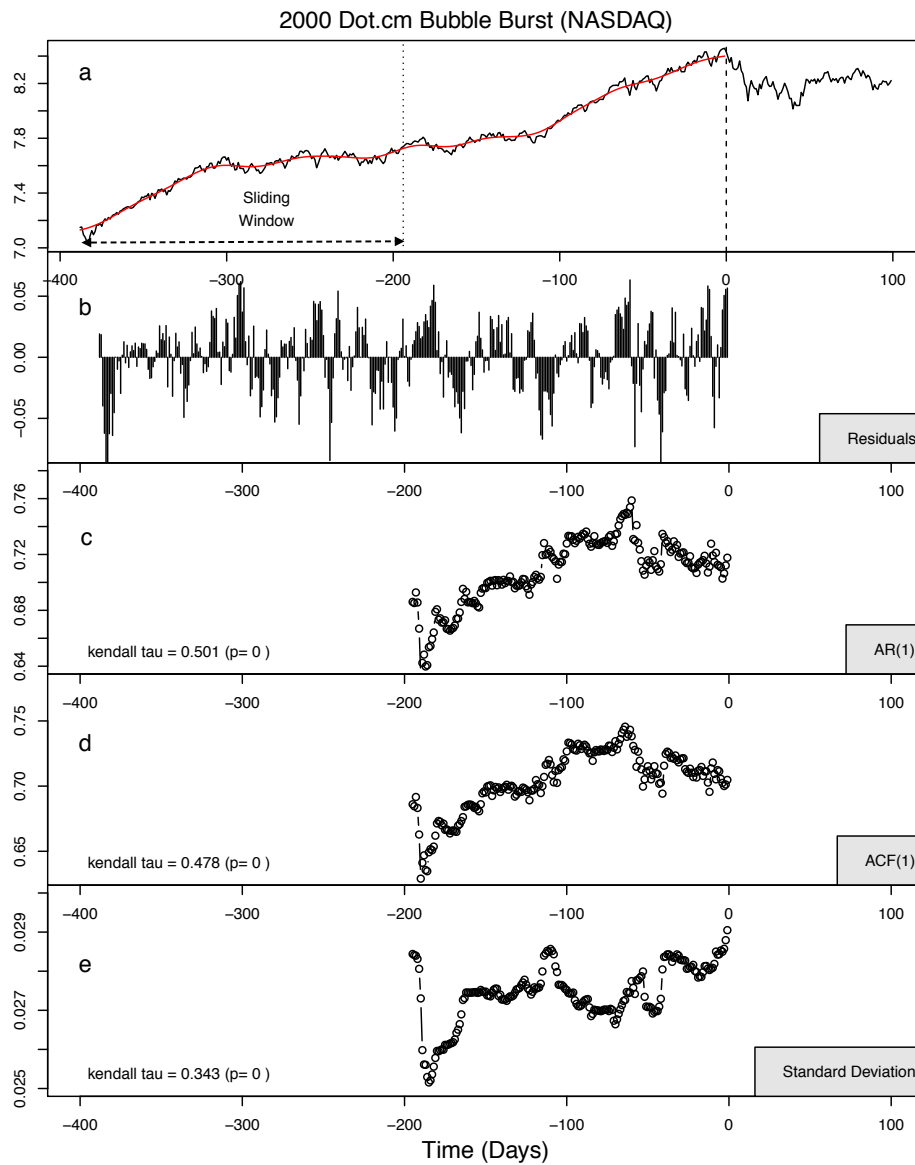 2000 Dot.cm Bubble Burst (NASDAQ)
a
8.2
7.8
7.4
7.0
Sliding
Window
−400 −300 −200 −100 0 100
b
0.05
0.00
−0.05
Residuals
−400 −300 −200 −100 0 100
c
0.76
0.72
0.68
0.64
kendall tau = 0.501 (p= 0 )
AR(1)
−400 −300 −200 −100 0 100
d
0.75
0.70
0.65
kendall tau = 0.478 (p= 0 )
ACF(1)
−400 −300 −200 −100 0 100
e
0.029
0.027
0.025
kendall tau = 0.343 (p= 0 )
Standard Deviation
−400 −300 −200 −100 0 100
Time (Days)